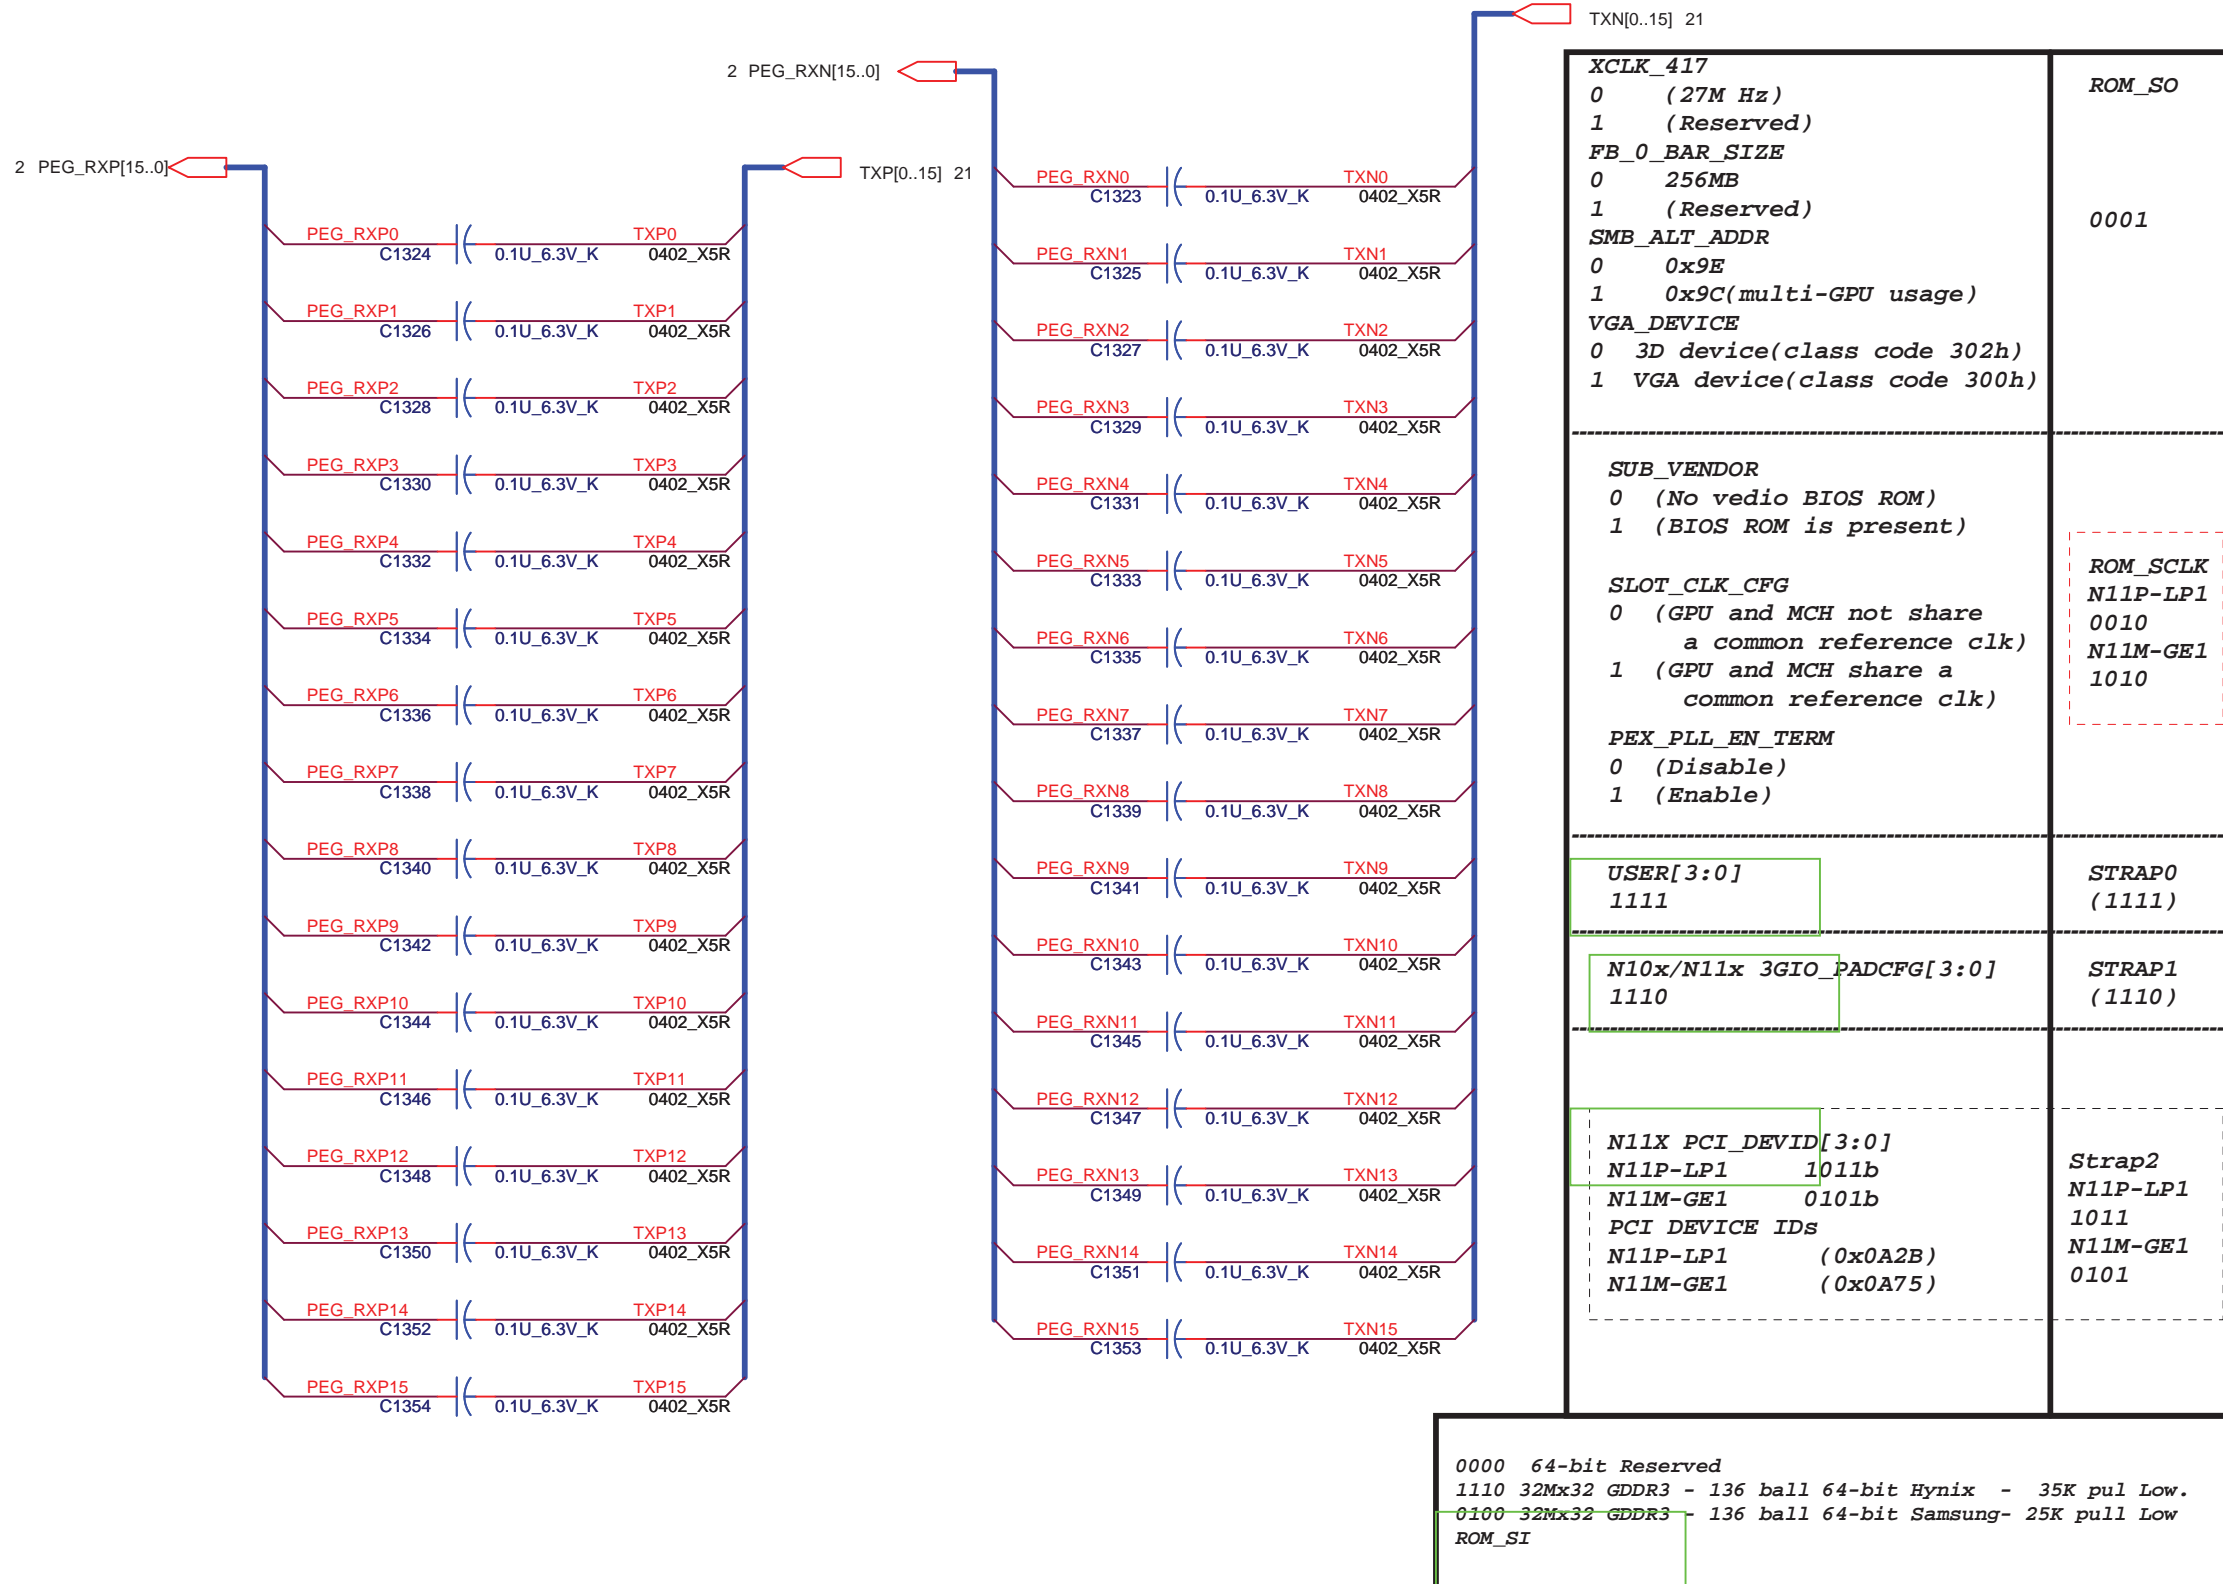 2 PEG_RXP[15..0]
TXP[0..15] 21
PEG_RXP0 TXP0
C1324 0.1U_6.3V_K 0402_X5R
PEG_RXP1 TXP1
C1326 0.1U_6.3V_K 0402_X5R
PEG_RXP2 TXP2
C1328 0.1U_6.3V_K 0402_X5R
PEG_RXP3 TXP3
C1330 0.1U_6.3V_K 0402_X5R
PEG_RXP4 TXP4
C1332 0.1U_6.3V_K 0402_X5R
PEG_RXP5 TXP5
C1334 0.1U_6.3V_K 0402_X5R
PEG_RXP6 TXP6
C1336 0.1U_6.3V_K 0402_X5R
PEG_RXP7 TXP7
C1338 0.1U_6.3V_K 0402_X5R
PEG_RXP8 TXP8
C1340 0.1U_6.3V_K 0402_X5R
PEG_RXP9 TXP9
C1342 0.1U_6.3V_K 0402_X5R
PEG_RXP10 TXP10
C1344 0.1U_6.3V_K 0402_X5R
PEG_RXP11 TXP11
C1346 0.1U_6.3V_K 0402_X5R
PEG_RXP12 TXP12
C1348 0.1U_6.3V_K 0402_X5R
PEG_RXP13 TXP13
C1350 0.1U_6.3V_K 0402_X5R
PEG_RXP14 TXP14
C1352 0.1U_6.3V_K 0402_X5R
PEG_RXP15 TXP15
C1354 0.1U_6.3V_K 0402_X5R
2 PEG_RXN[15..0]
TXN[0..15] 21
PEG_RXN0 TXN0
C1323 0.1U_6.3V_K 0402_X5R
PEG_RXN1 TXN1
C1325 0.1U_6.3V_K 0402_X5R
PEG_RXN2 TXN2
C1327 0.1U_6.3V_K 0402_X5R
PEG_RXN3 TXN3
C1329 0.1U_6.3V_K 0402_X5R
PEG_RXN4 TXN4
C1331 0.1U_6.3V_K 0402_X5R
PEG_RXN5 TXN5
C1333 0.1U_6.3V_K 0402_X5R
PEG_RXN6 TXN6
C1335 0.1U_6.3V_K 0402_X5R
PEG_RXN7 TXN7
C1337 0.1U_6.3V_K 0402_X5R
PEG_RXN8 TXN8
C1339 0.1U_6.3V_K 0402_X5R
PEG_RXN9 TXN9
C1341 0.1U_6.3V_K 0402_X5R
PEG_RXN10 TXN10
C1343 0.1U_6.3V_K 0402_X5R
PEG_RXN11 TXN11
C1345 0.1U_6.3V_K 0402_X5R
PEG_RXN12 TXN12
C1347 0.1U_6.3V_K 0402_X5R
PEG_RXN13 TXN13
C1349 0.1U_6.3V_K 0402_X5R
PEG_RXN14 TXN14
C1351 0.1U_6.3V_K 0402_X5R
PEG_RXN15 TXN15
C1353 0.1U_6.3V_K 0402_X5R
XCLK_417
0 (27M Hz)
1 (Reserved)
FB_0_BAR_SIZE
0 256MB
1 (Reserved)
SMB_ALT_ADDR
0 0x9E
1 0x9C(multi-GPU usage)
VGA_DEVICE
0 3D device(class code 302h)
1 VGA device(class code 300h)
ROM_SO
0001
SUB_VENDOR
0 (No vedio BIOS ROM)
1 (BIOS ROM is present)
SLOT_CLK_CFG
0 (GPU and MCH not share
a common reference clk)
1 (GPU and MCH share a
common reference clk)
PEX_PLL_EN_TERM
0 (Disable)
1 (Enable)
ROM_SCLK
N11P-LP1
0010
N11M-GE1
1010
USER[3:0]
1111
STRAP0
(1111)
N10x/N11x 3GIO_PADCFG[3:0]
1110
STRAP1
(1110)
N11X PCI_DEVID[3:0]
N11P-LP1 1011b
N11M-GE1 0101b
PCI DEVICE IDs
N11P-LP1 (0x0A2B)
N11M-GE1 (0x0A75)
Strap2
N11P-LP1
1011
N11M-GE1
0101
0000 64-bit Reserved
1110 32Mx32 GDDR3 - 136 ball 64-bit Hynix - 35K pul Low.
0100 32Mx32 GDDR3 - 136 ball 64-bit Samsung- 25K pull Low
ROM_SI